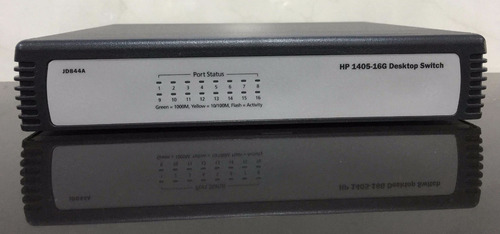 JD844A
Port Status
HP 1405-16G Desktop Switch
1 2 3 4 5 6 7 8
9 10 11 12 13 14 15 16
Green = 1000M, Yellow = 10/100M, Flash = Activity